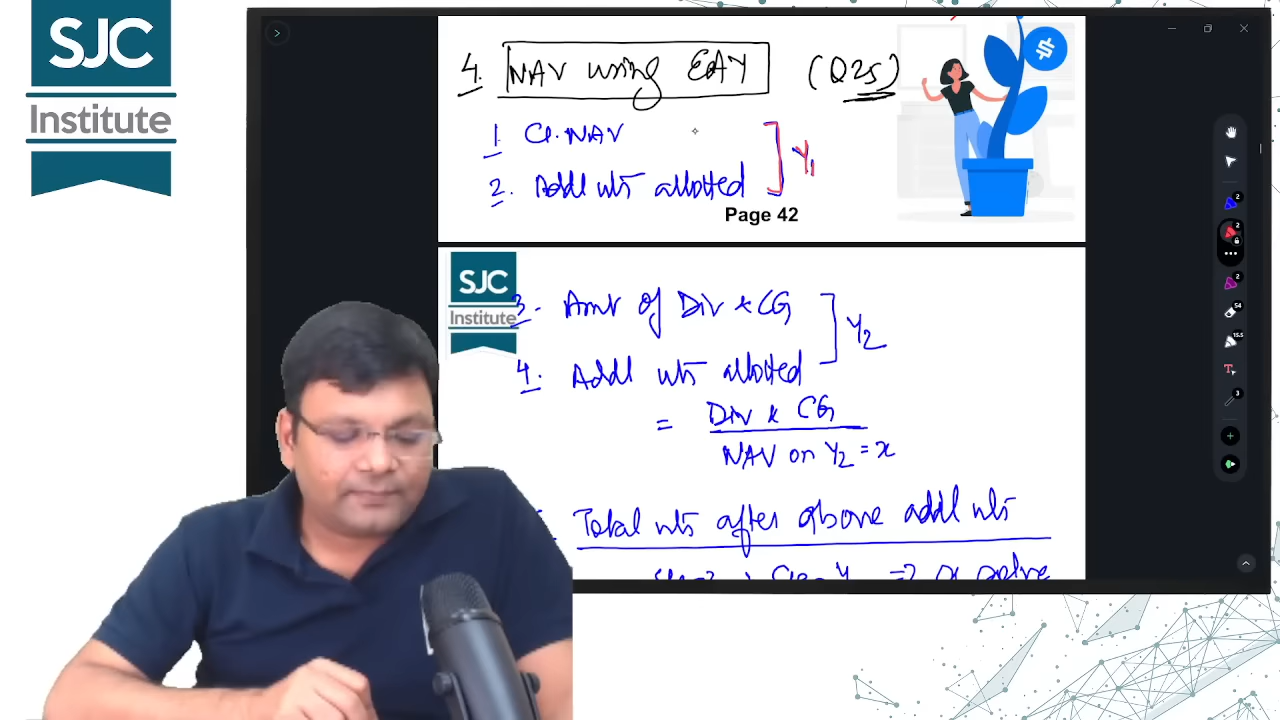 SJC
Institute
4. NAV using EAY (Q25)
1. Cl. NAV
2. Addl uts allotted ] Y1
Page 42
SJC
Institute
3. Amt of Div & CG
4. Addl uts allotted ] Y2
= Div & CG
NAV on Y2 = x
Total uts after above addl uts